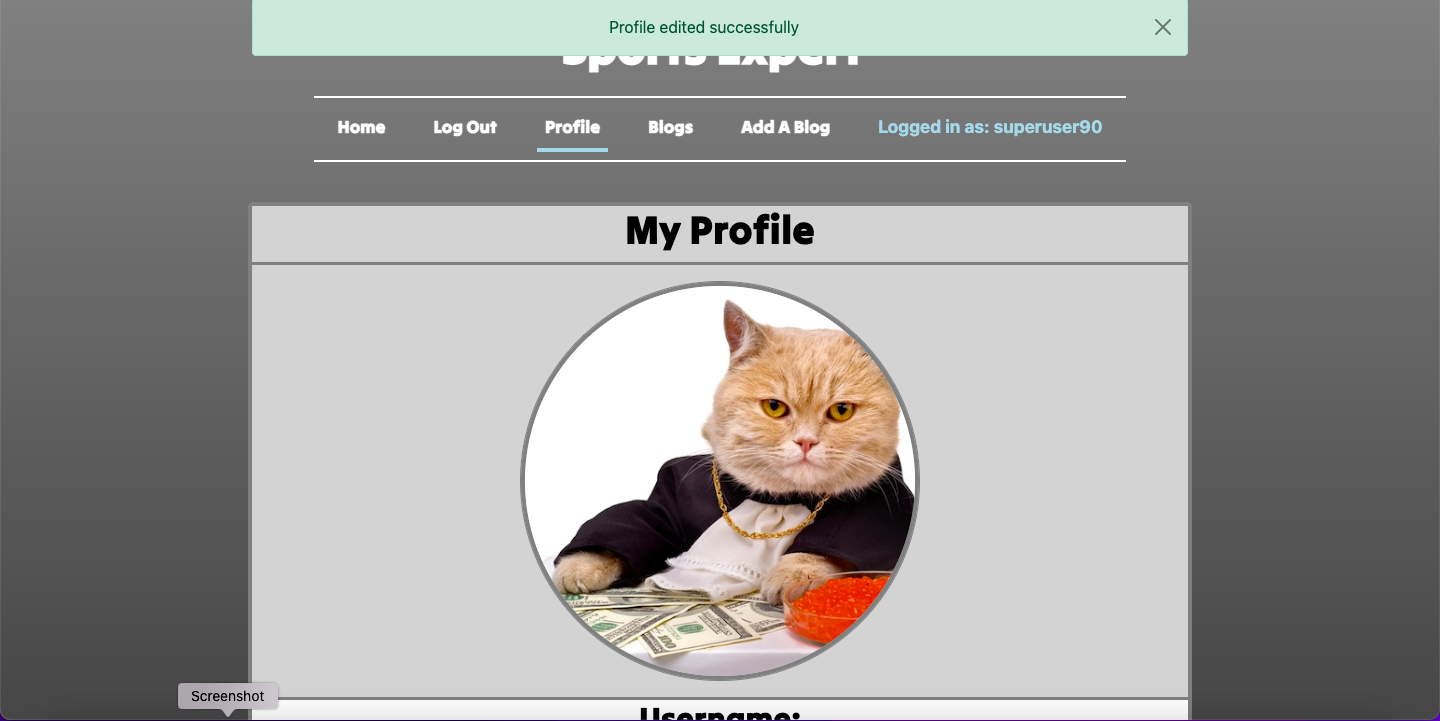 Profile edited successfully
Sports Expert
Home Log Out Profile Blogs Add A Blog Logged in as: superuser90
My Profile
100
Screenshot
Username: